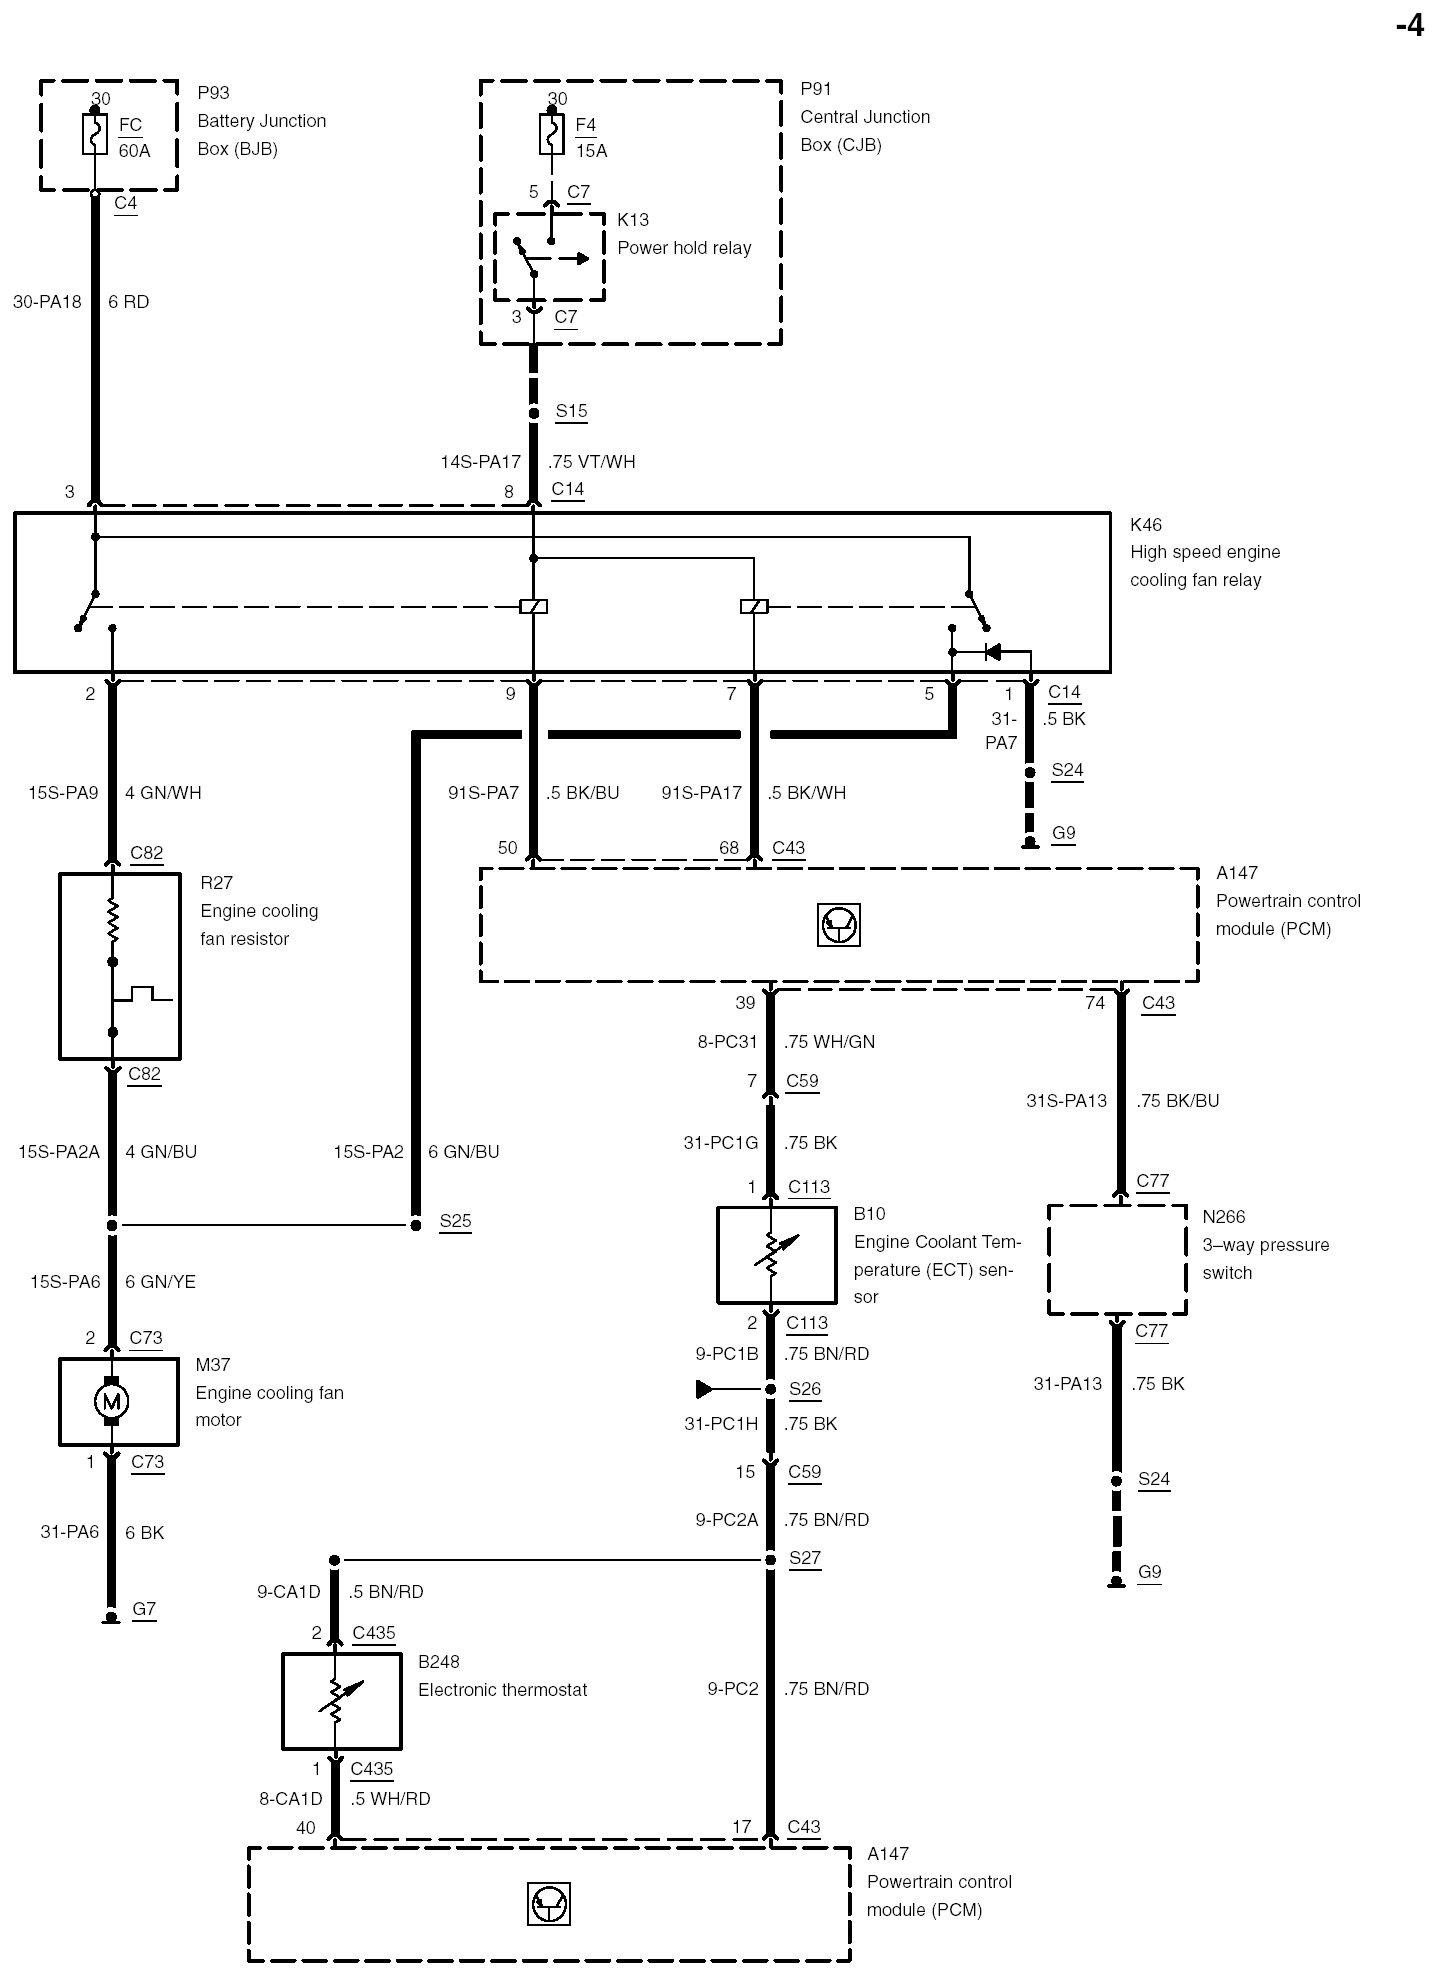 -4
30
FC
60A
P93
Battery Junction
Box (BJB)
C4
30
F4
15A
P91
Central Junction
Box (CJB)
5 C7
K13
Power hold relay
3 C7
30-PA18 6 RD
S15
14S-PA17 .75 VT/WH
3
8 C14
K46
High speed engine
cooling fan relay
2
9
7
5
1 C14
31-
PA7
.5 BK
S24
15S-PA9 4 GN/WH
91S-PA7 .5 BK/BU
91S-PA17 .5 BK/WH
G9
C82
50
68 C43
R27
Engine cooling
fan resistor
A147
Powertrain control
module (PCM)
39
74 C43
8-PC31 .75 WH/GN
C82
7 C59
31S-PA13 .75 BK/BU
15S-PA2A 4 GN/BU
15S-PA2 6 GN/BU
31-PC1G .75 BK
1 C113
C77
S25
B10
Engine Coolant Tem-
perature (ECT) sen-
sor
N266
3–way pressure
switch
15S-PA6 6 GN/YE
2 C73
2 C113
C77
M
M37
Engine cooling fan
motor
9-PC1B .75 BN/RD
S26
31-PA13 .75 BK
31-PC1H .75 BK
1 C73
15 C59
S24
31-PA6 6 BK
9-PC2A .75 BN/RD
S27
G9
9-CA1D .5 BN/RD
G7
2 C435
B248
Electronic thermostat
9-PC2 .75 BN/RD
1 C435
8-CA1D .5 WH/RD
40
17 C43
A147
Powertrain control
module (PCM)